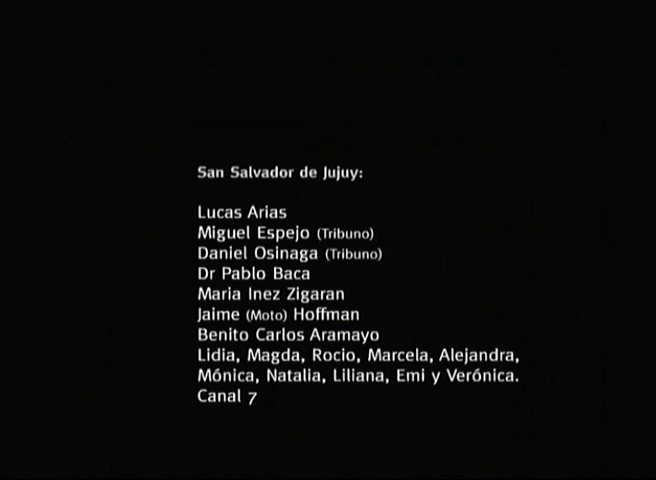 San Salvador de Jujuy:
Lucas Arias
Miguel Espejo (Tribuno)
Daniel Osinaga (Tribuno)
Dr Pablo Baca
Maria Inez Zigaran
Jaime (Moto) Hoffman
Benito Carlos Aramayo
Lidia, Magda, Rocio, Marcela, Alejandra,
Mónica, Natalia, Liliana, Emi y Verónica.
Canal 7